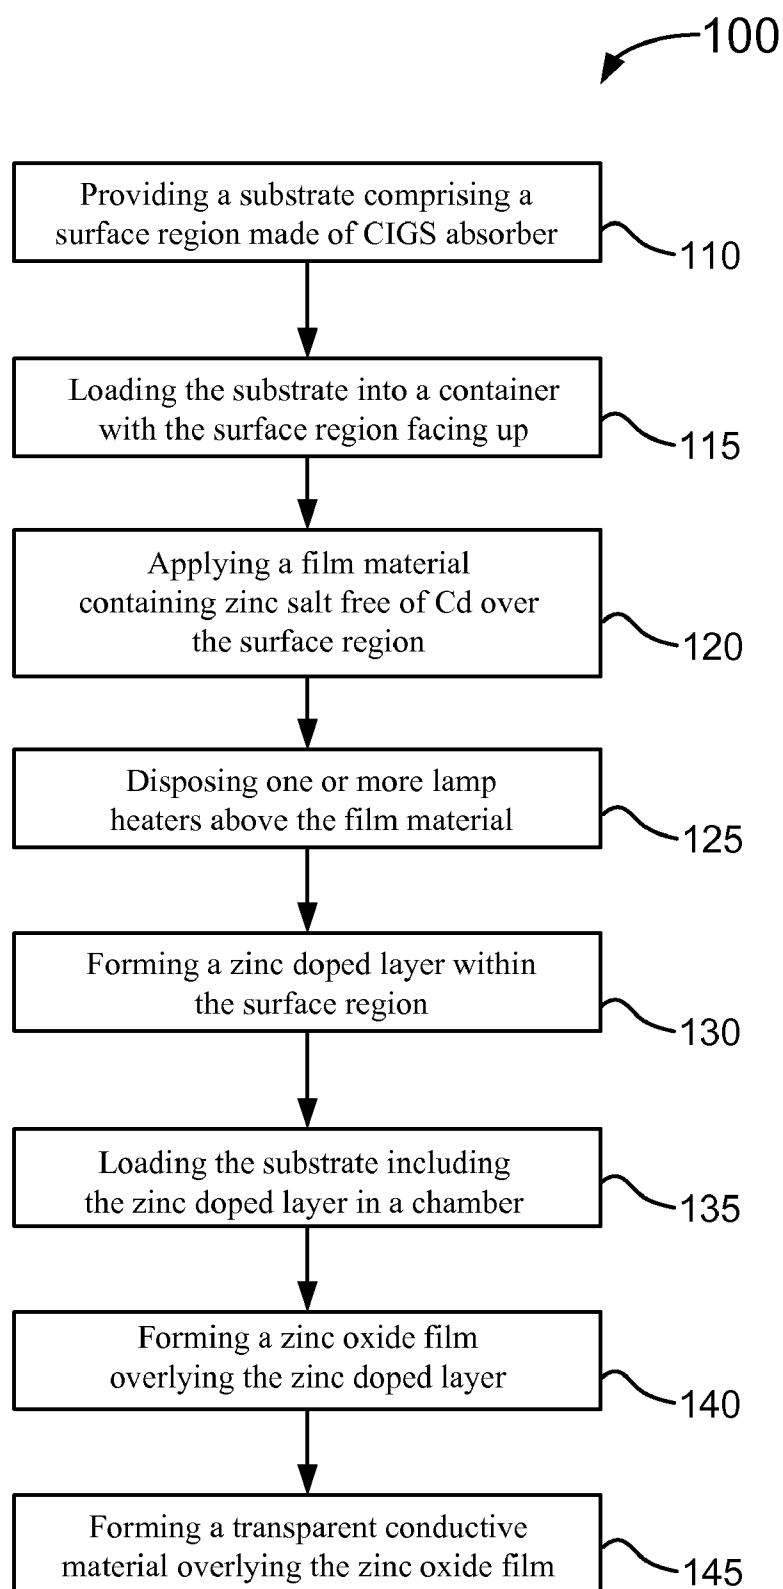 100
Providing a substrate comprising a
surface region made of CIGS absorber
110
Loading the substrate into a container
with the surface region facing up
115
Applying a film material
containing zinc salt free of Cd over
the surface region
120
Disposing one or more lamp
heaters above the film material
125
Forming a zinc doped layer within
the surface region
130
Loading the substrate including
the zinc doped layer in a chamber
135
Forming a zinc oxide film
overlying the zinc doped layer
140
Forming a transparent conductive
material overlying the zinc oxide film
145